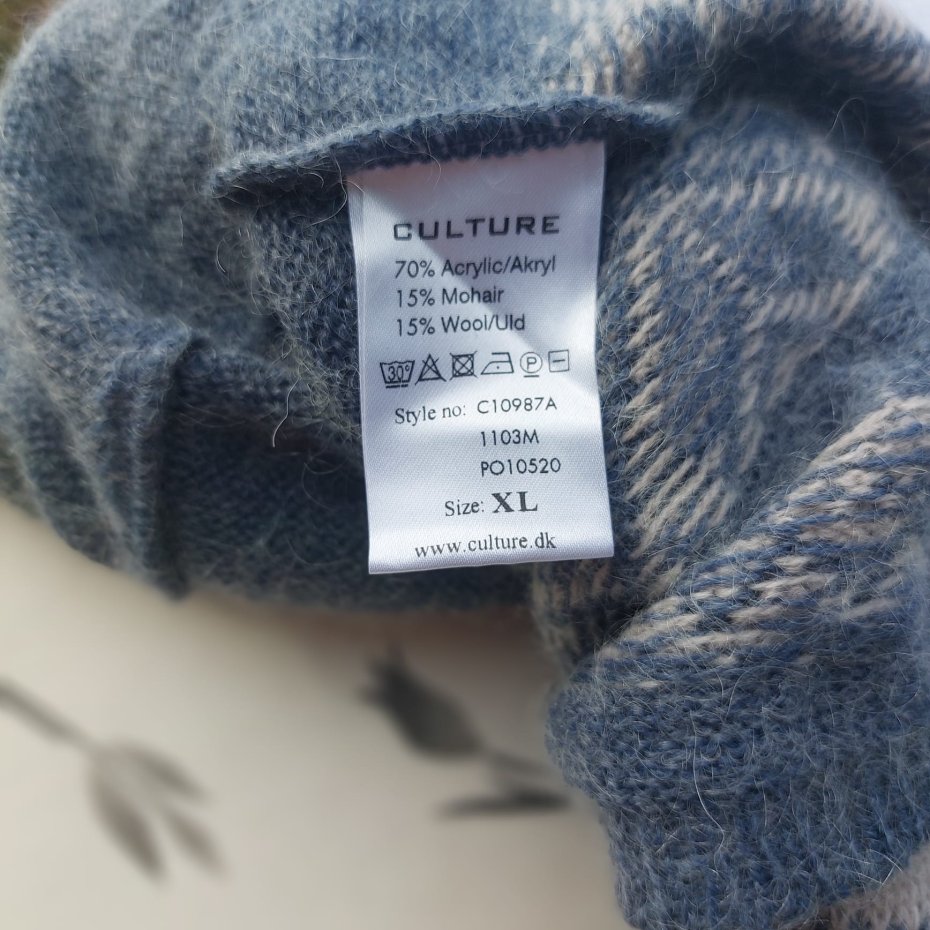 CULTURE
70% Acrylic/Akryl
15% Mohair
15% Wool/Uld
30° P
Style no: C10987A
1103M
PO10520
Size: XL
www.culture.dk